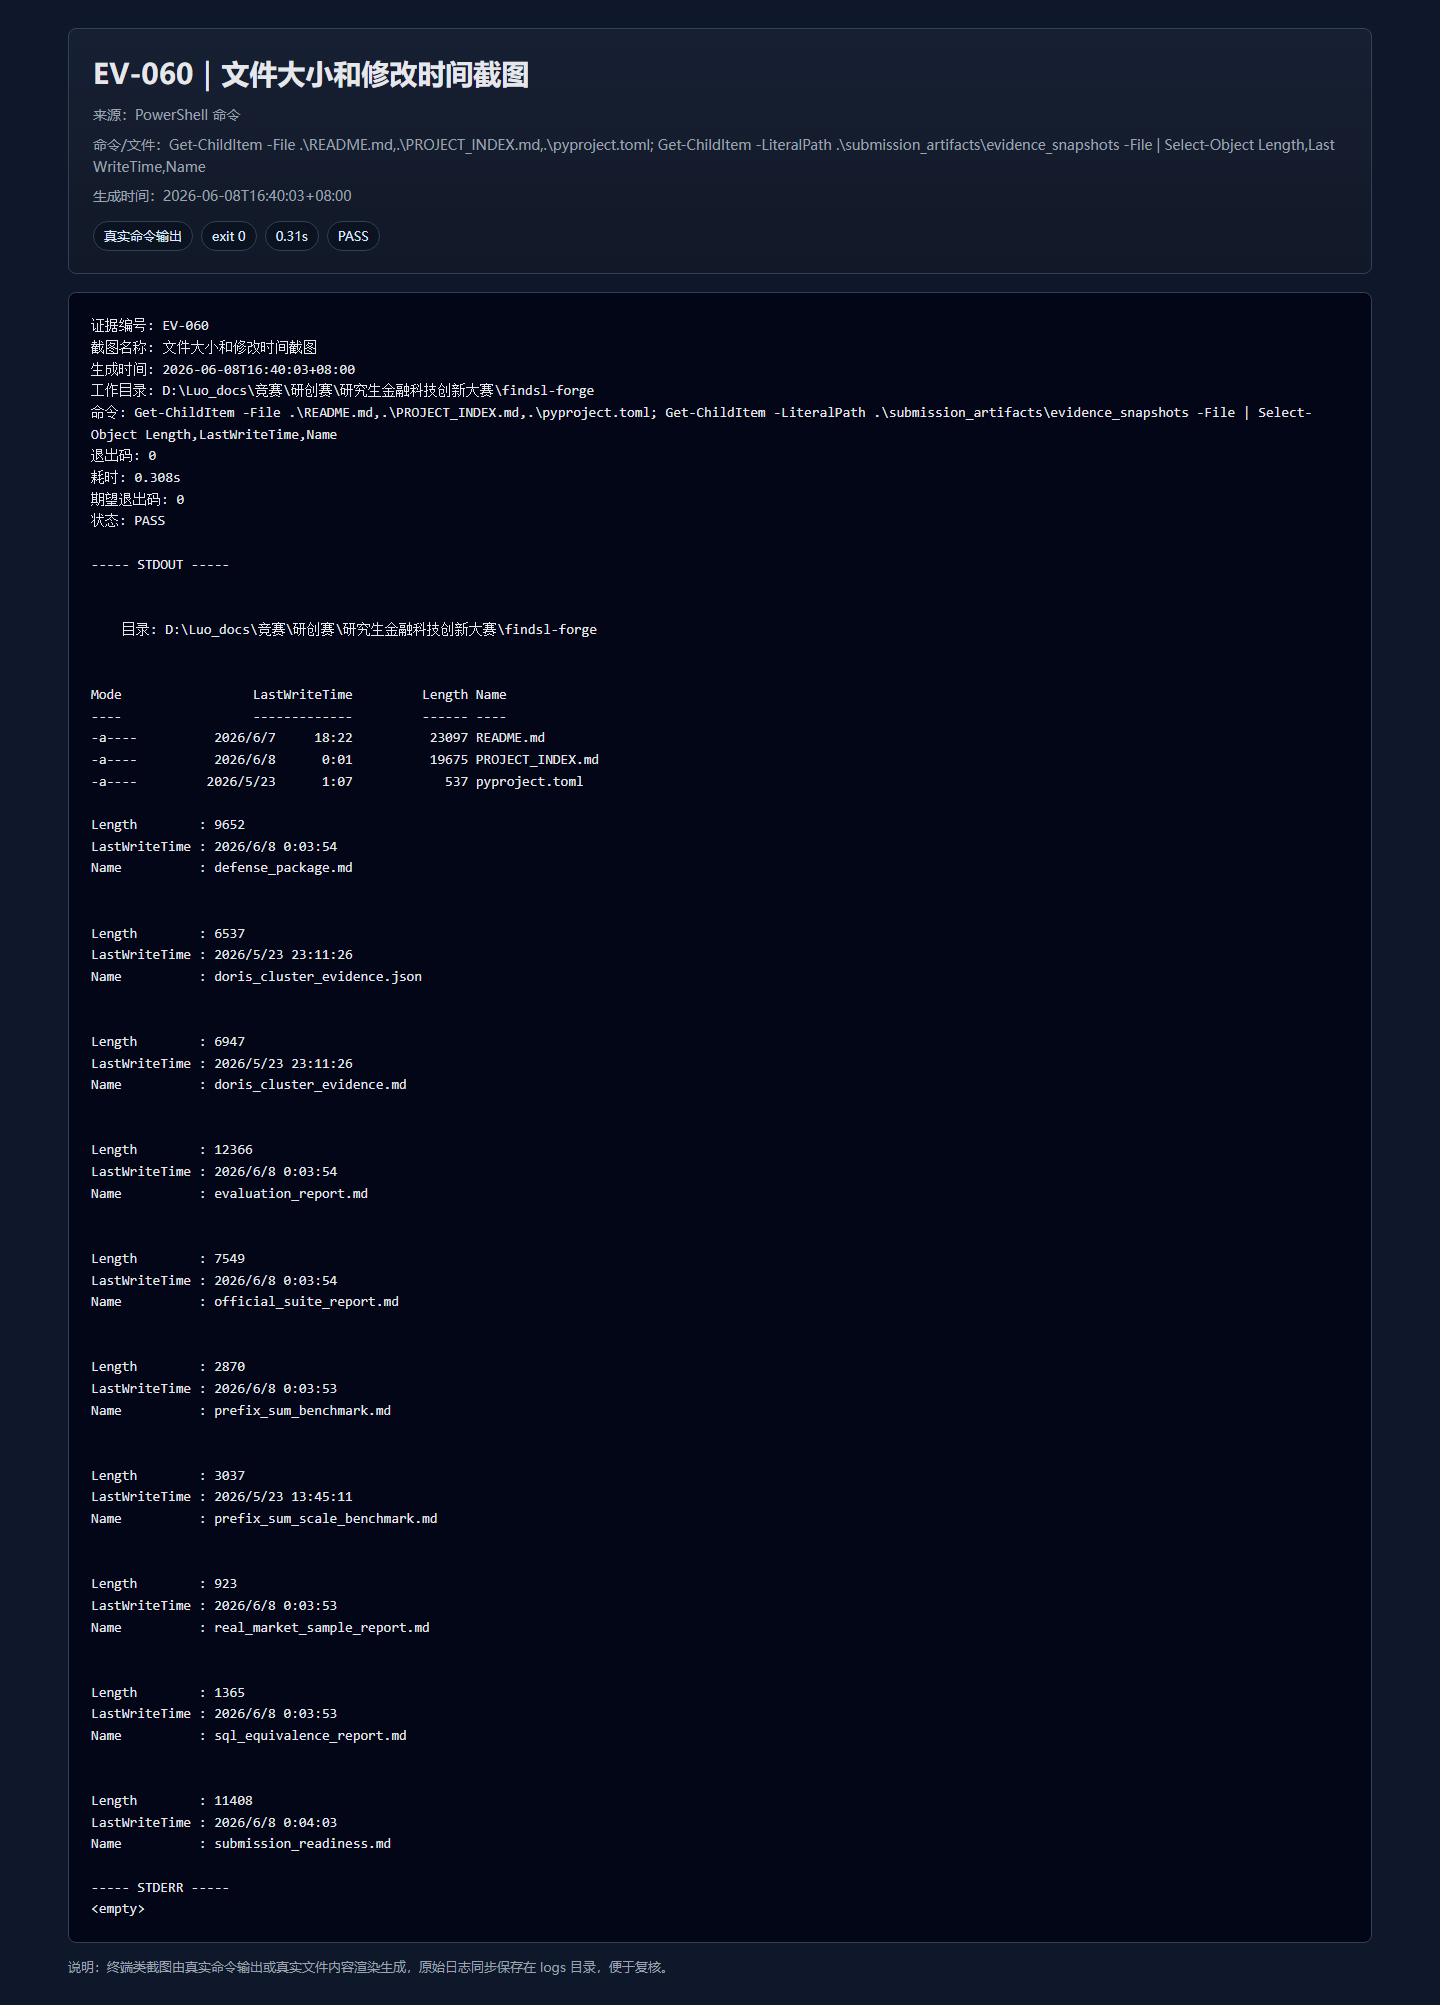 EV-060｜文件大小和修改时间截图
来源：PowerShell 命令
命令/文件：Get-ChildItem -File .\README.md,.\PROJECT_INDEX.md,.\pyproject.toml; Get-ChildItem -LiteralPath .\submission_artifacts\evidence_snapshots -File | Select-Object Length,Last
WriteTime,Name
生成时间：2026-06-08T16:40:03+08:00
真实命令输出 exit 0 0.31s PASS
证据编号: EV-060
截图名称: 文件大小和修改时间截图
生成时间: 2026-06-08T16:40:03+08:00
工作目录: D:\Luo_docs\竞赛\研创赛\研究生金融科技创新大赛\findsl-forge
命令: Get-ChildItem -File .\README.md,.\PROJECT_INDEX.md,.\pyproject.toml; Get-ChildItem -LiteralPath .\submission_artifacts\evidence_snapshots -File | Select-
Object Length,LastWriteTime,Name
退出码: 0
耗时: 0.308s
期望退出码: 0
状态: PASS
----- STDOUT -----
目录: D:\Luo_docs\竞赛\研创赛\研究生金融科技创新大赛\findsl-forge
Mode                 LastWriteTime         Length Name
----                 -------------         ------ ----
-a----          2026/6/7     18:22          23097 README.md
-a----          2026/6/8      0:01          19675 PROJECT_INDEX.md
-a----         2026/5/23      1:07            537 pyproject.toml
Length        : 9652
LastWriteTime : 2026/6/8 0:03:54
Name          : defense_package.md
Length        : 6537
LastWriteTime : 2026/5/23 23:11:26
Name          : doris_cluster_evidence.json
Length        : 6947
LastWriteTime : 2026/5/23 23:11:26
Name          : doris_cluster_evidence.md
Length        : 12366
LastWriteTime : 2026/6/8 0:03:54
Name          : evaluation_report.md
Length        : 7549
LastWriteTime : 2026/6/8 0:03:54
Name          : official_suite_report.md
Length        : 2870
LastWriteTime : 2026/6/8 0:03:53
Name          : prefix_sum_benchmark.md
Length        : 3037
LastWriteTime : 2026/5/23 13:45:11
Name          : prefix_sum_scale_benchmark.md
Length        : 923
LastWriteTime : 2026/6/8 0:03:53
Name          : real_market_sample_report.md
Length        : 1365
LastWriteTime : 2026/6/8 0:03:53
Name          : sql_equivalence_report.md
Length        : 11408
LastWriteTime : 2026/6/8 0:04:03
Name          : submission_readiness.md
----- STDERR -----
<empty>
说明：终端类截图由真实命令输出或真实文件内容渲染生成，原始日志同步保存在 logs 目录，便于复核。